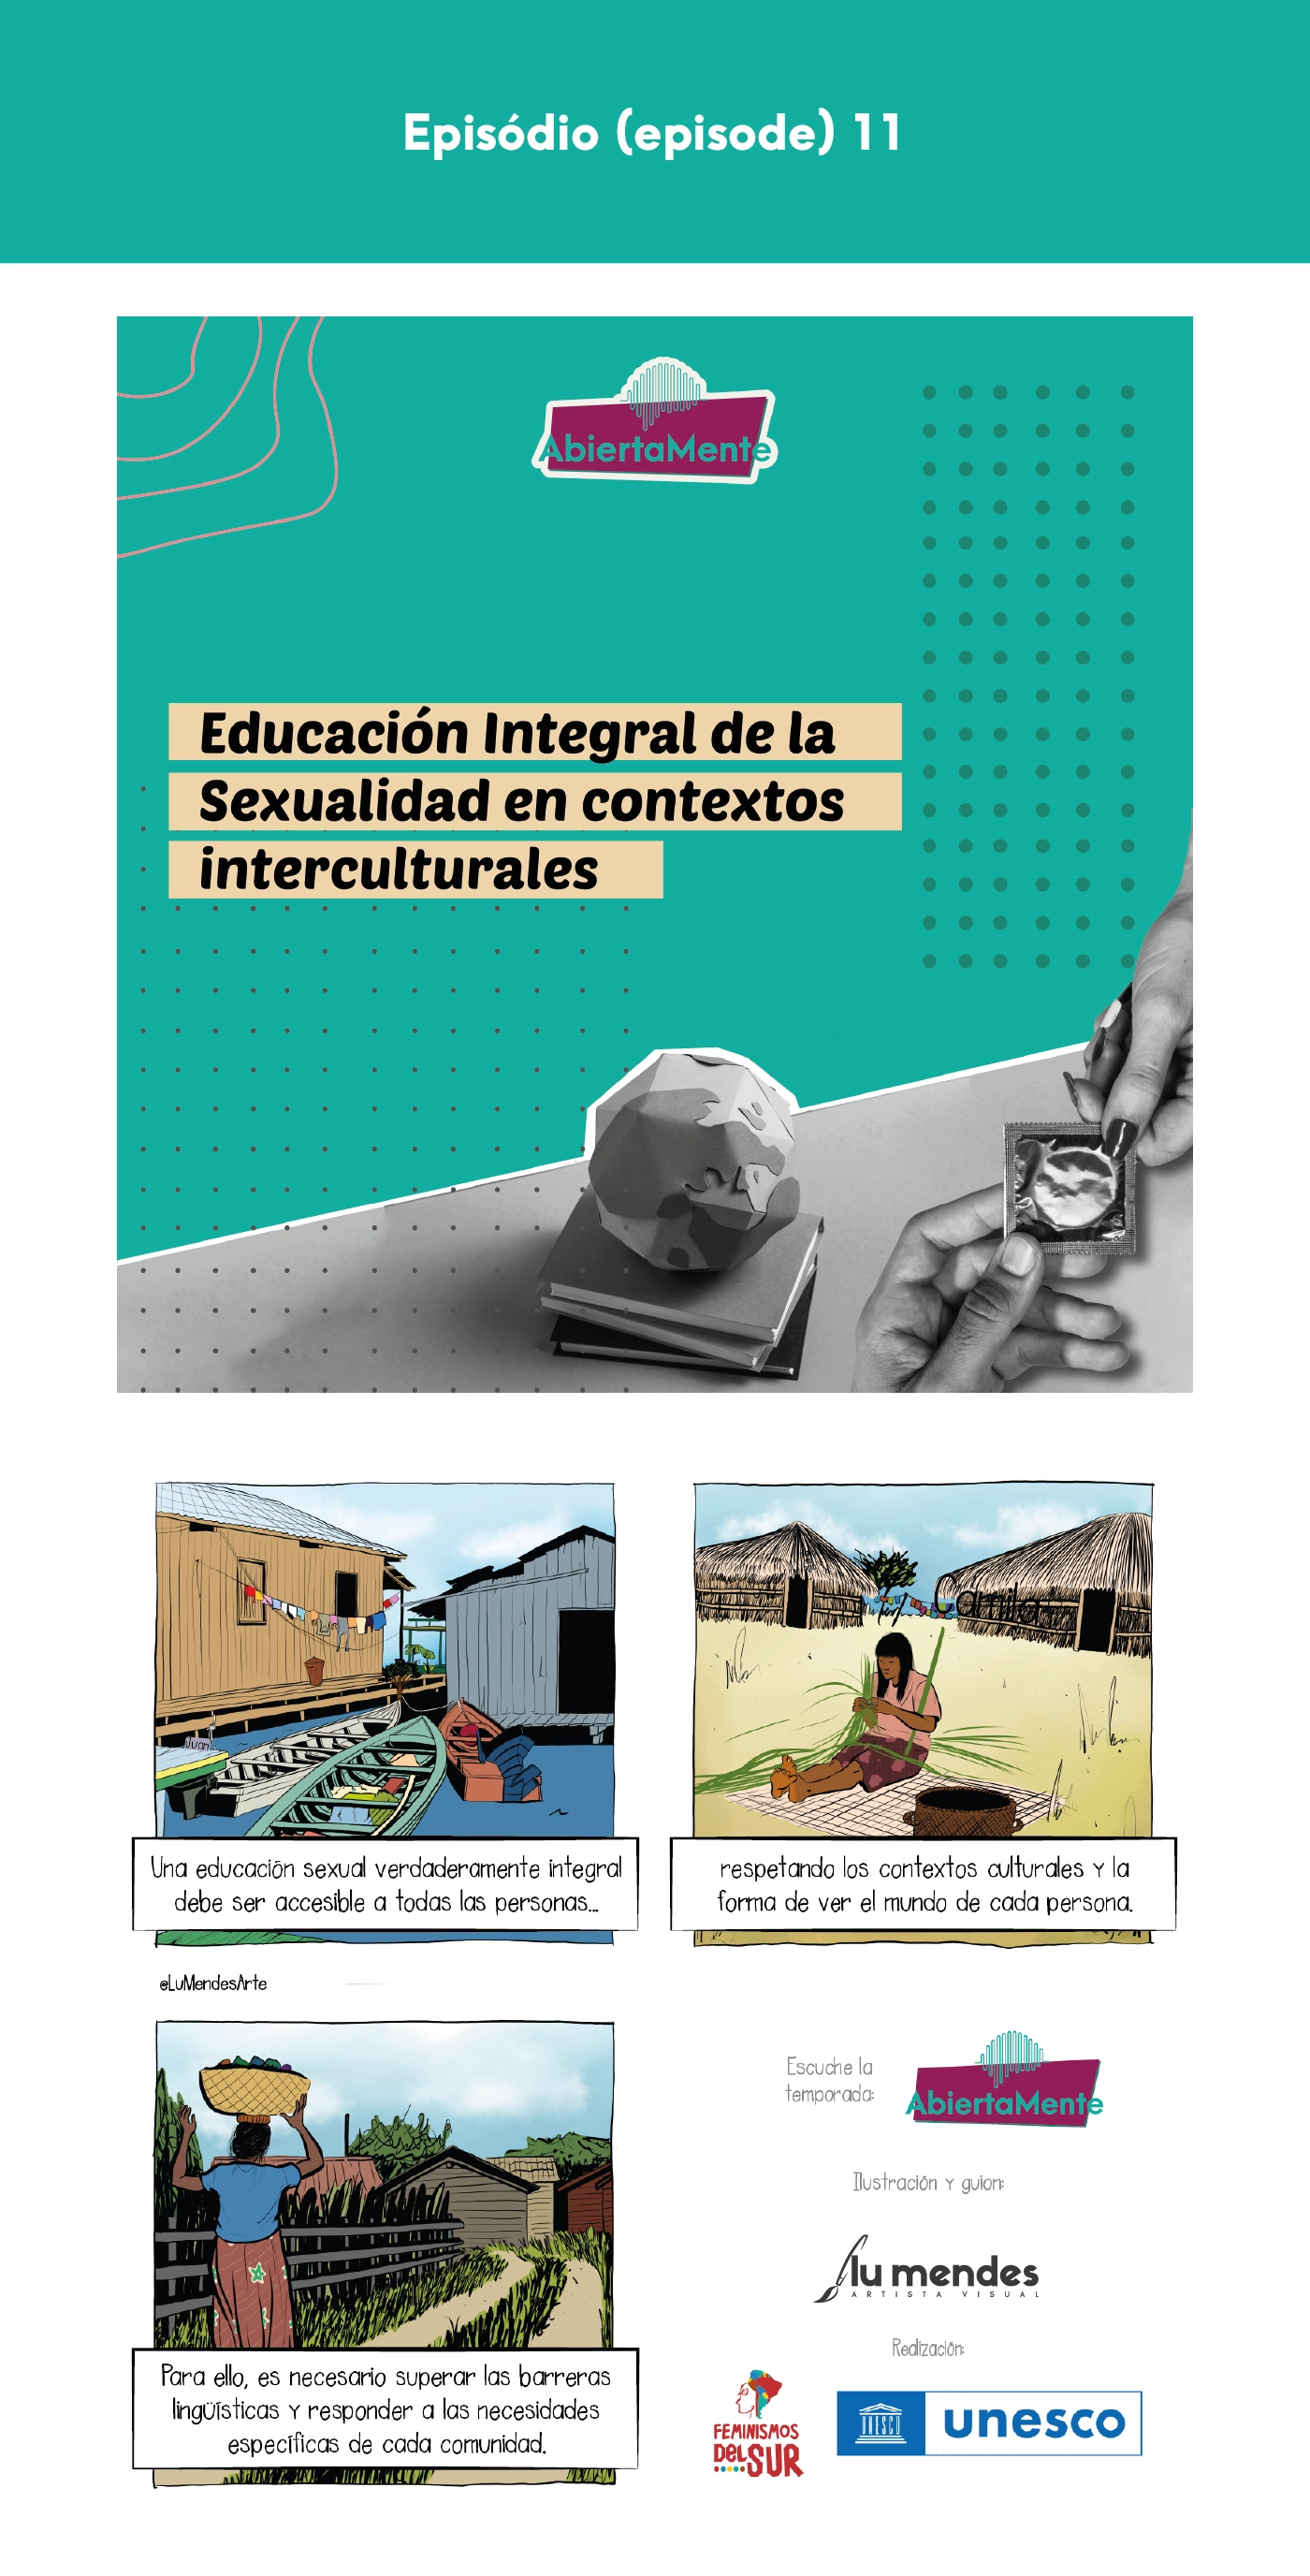 Episódio (episode) 11
AbiertaMente
Educación Integral de la
Sexualidad en contextos
interculturales
Juan
Camila
Una educación sexual verdaderamente integral
debe ser accesible a todas las personas...
respetando los contextos culturales y la
forma de ver el mundo de cada persona.
@LuMendesArte
Para ello, es necesario superar las barreras
lingüísticas y responder a las necesidades
específicas de cada comunidad.
Escuche la
temporada:
AbiertaMente
Ilustración y guion:
lu mendes
ARTISTA VISUAL
Realización:
FEMINISMOS
DEL SUR
UNESCO
unesco